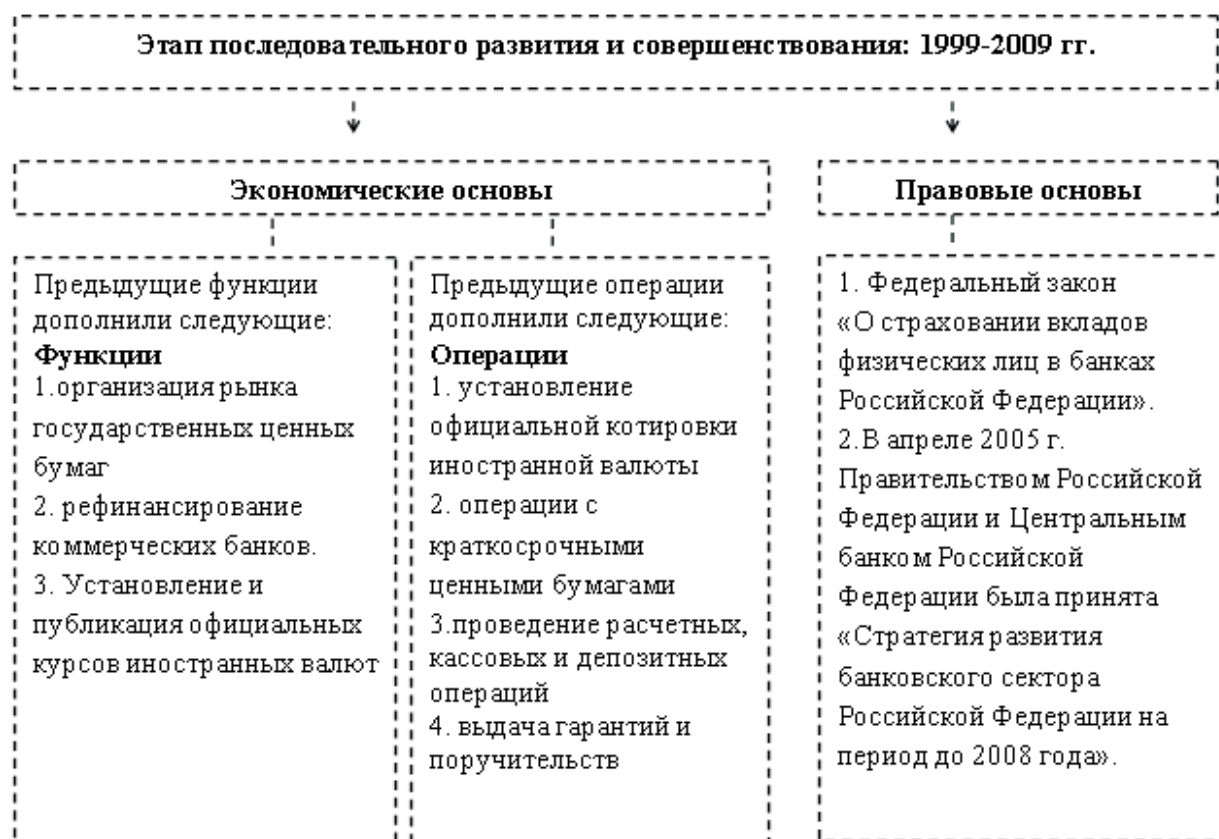 Этап последовательного развития и совершенствования: 1999-2009 гг.
Экономические основы
Предыдущие функции
дополнили следующие:
Функции
1.организация рынка
государственных ценных
бумаг
2. рефинансирование
коммерческих банков.
3. Установление и
публикация официальных
курсов иностранных валют
Предыдущие операции
дополнили следующие:
Операции
1. установление
официальной котировки
иностранной валюты
2. операции с
краткосрочными
ценными бумагами
3.проведение расчетных,
кассовых и депозитных
операций
4. выдача гарантий и
поручительств
Правовые основы
1. Федеральный закон
«О страховании вкладов
физических лиц в банках
Российской Федерации».
2.В апреле 2005 г.
Правительством Российской
Федерации и Центральным
банком Российской
Федерации была принята
«Стратегия развития
банковского сектора
Российской Федерации на
период до 2008 года».